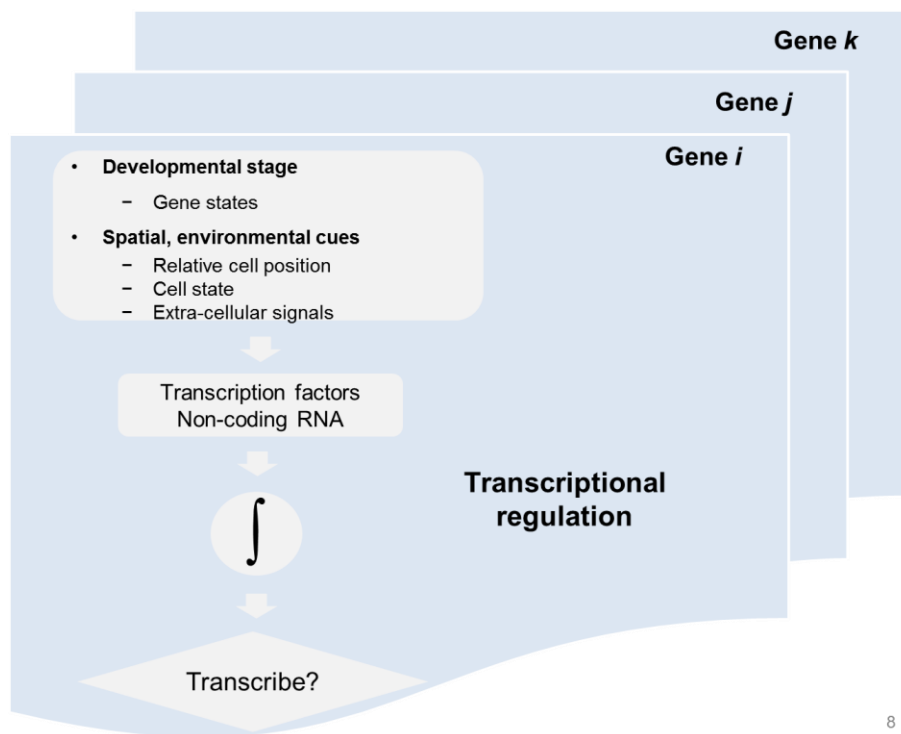 Gene k
Gene j
Gene i
• Developmental stage
– Gene states
• Spatial, environmental cues
– Relative cell position
– Cell state
– Extra-cellular signals
Transcription factors
Non-coding RNA
∫
Transcriptional
regulation
Transcribe?
8